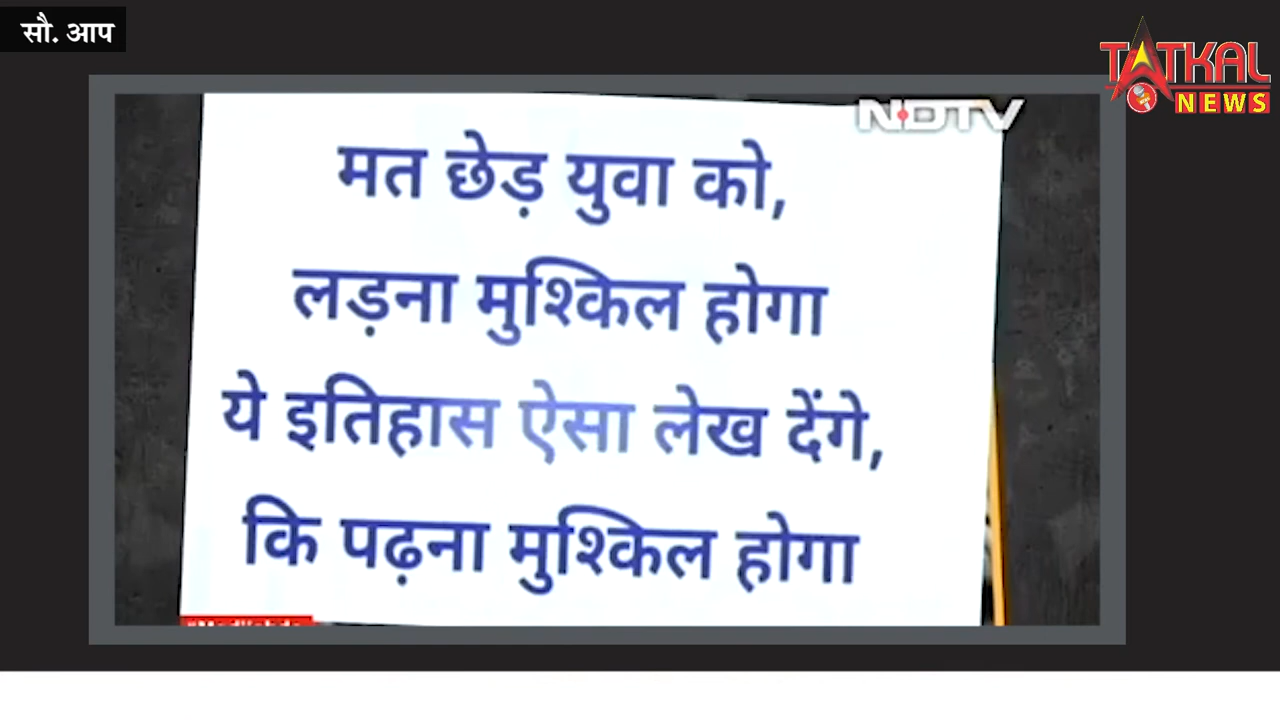 सौ. आप
TATKAL
NEWS
NDTV
मत छेड़ युवा को,
लड़ना मुश्किल होगा
ये इतिहास ऐसा लेख देंगे,
कि पढ़ना मुश्किल होगा